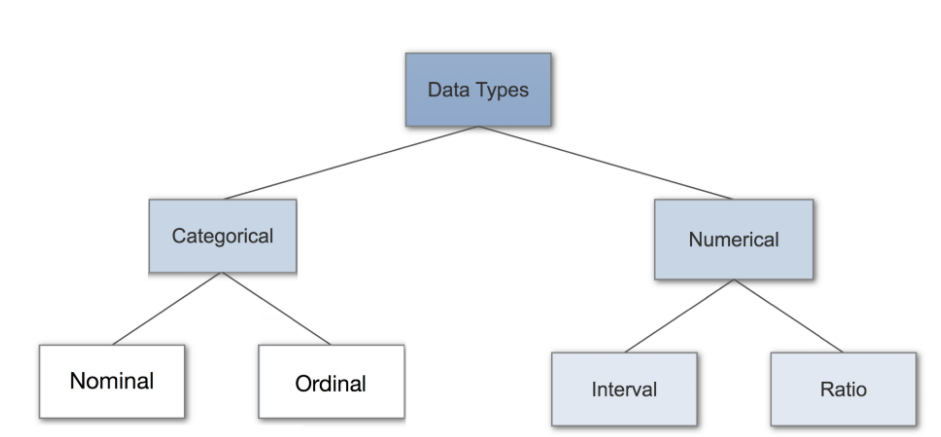 Data Types
Categorical
Numerical
Nominal
Ordinal
Interval
Ratio